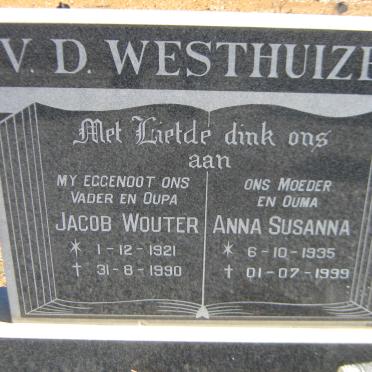 V. D. WESTHUIZE
Met Liefde dink ons
aan
MY EGGENOOT ONS
VADER EN OUPA
JACOB WOUTER
* 1-12-1921
† 31-8-1990
ONS MOEDER
EN OUMA
ANNA SUSANNA
* 6-10-1935
† 01-07-1999